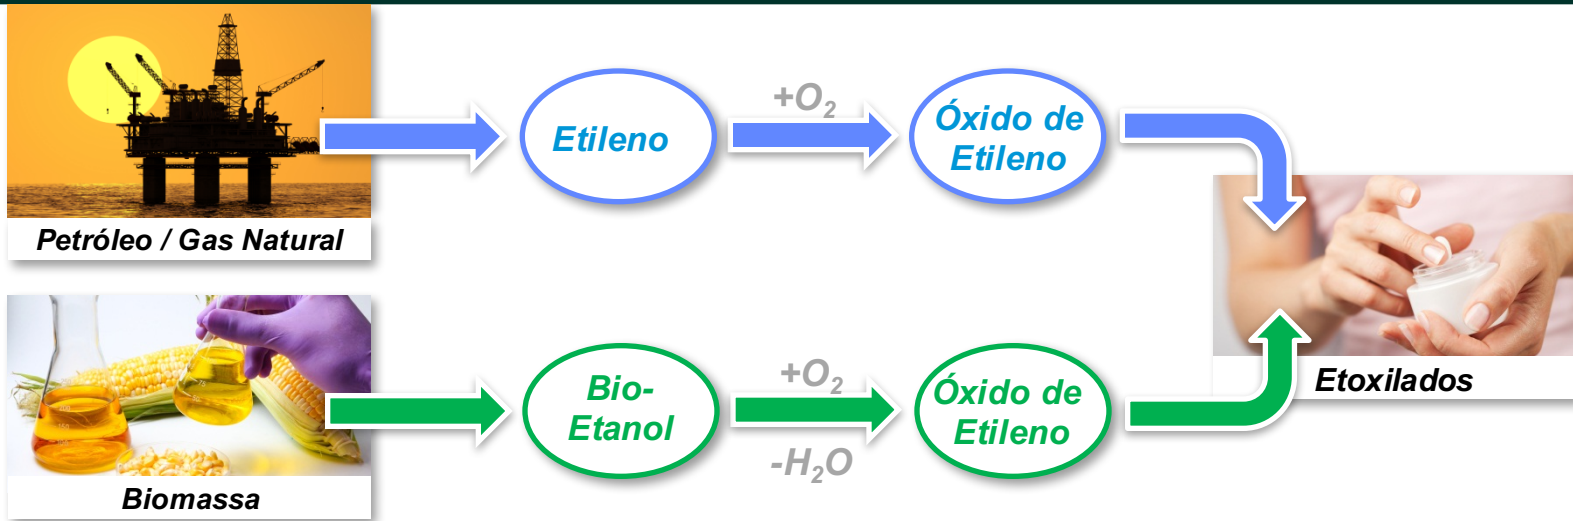 Petróleo / Gas Natural
Etileno
+O2
Óxido de
Etileno
Biomassa
Bio-
Etanol
+O2
-H2O
Óxido de
Etileno
Etoxilados